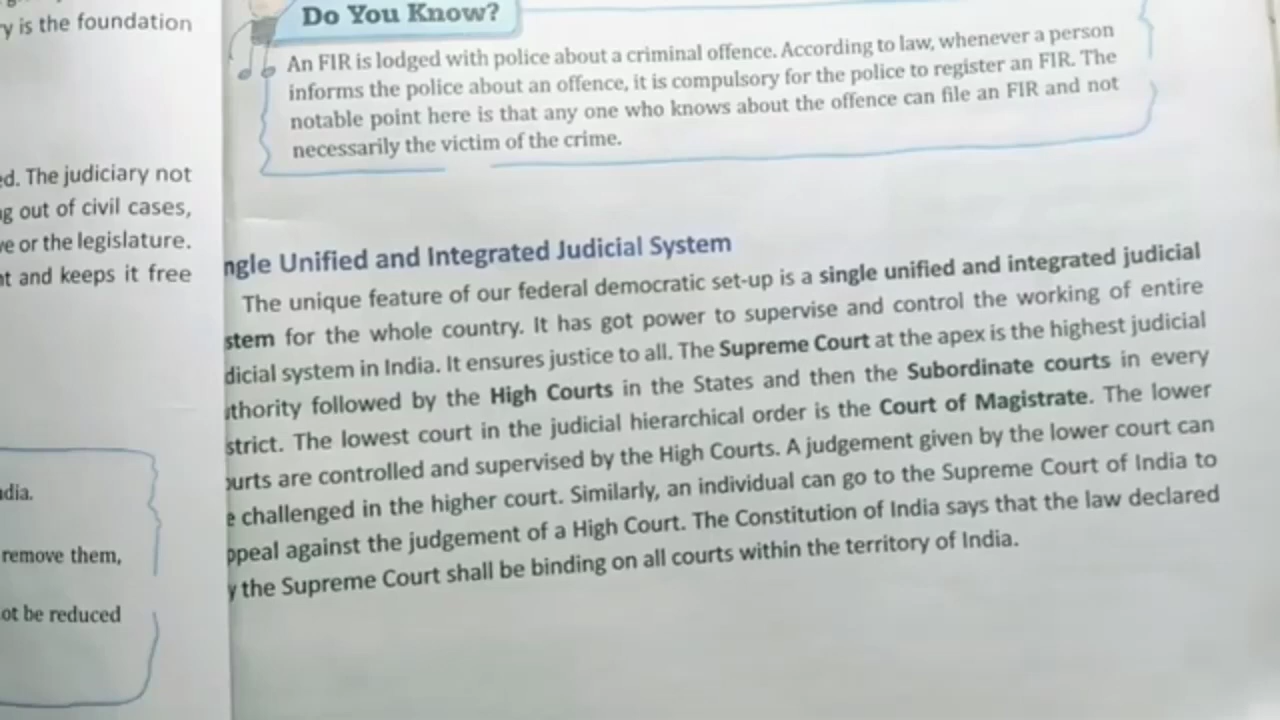 y is the foundation
ed. The judiciary not
g out of civil cases,
ve or the legislature.
nt and keeps it free
dia.
remove them,
ot be reduced
Do You Know?
An FIR is lodged with police about a criminal offence. According to law, whenever a person
informs the police about an offence, it is compulsory for the police to register an FIR. The
notable point here is that any one who knows about the offence can file an FIR and not
necessarily the victim of the crime.
ngle Unified and Integrated Judicial System
The unique feature of our federal democratic set-up is a single unified and integrated judicial
stem for the whole country. It has got power to supervise and control the working of entire
dicial system in India. It ensures justice to all. The Supreme Court at the apex is the highest judicial
thority followed by the High Courts in the States and then the Subordinate courts in every
strict. The lowest court in the judicial hierarchical order is the Court of Magistrate. The lower
urts are controlled and supervised by the High Courts. A judgement given by the lower court can
e challenged in the higher court. Similarly, an individual can go to the Supreme Court of India to
ppeal against the judgement of a High Court. The Constitution of India says that the law declared
y the Supreme Court shall be binding on all courts within the territory of India.